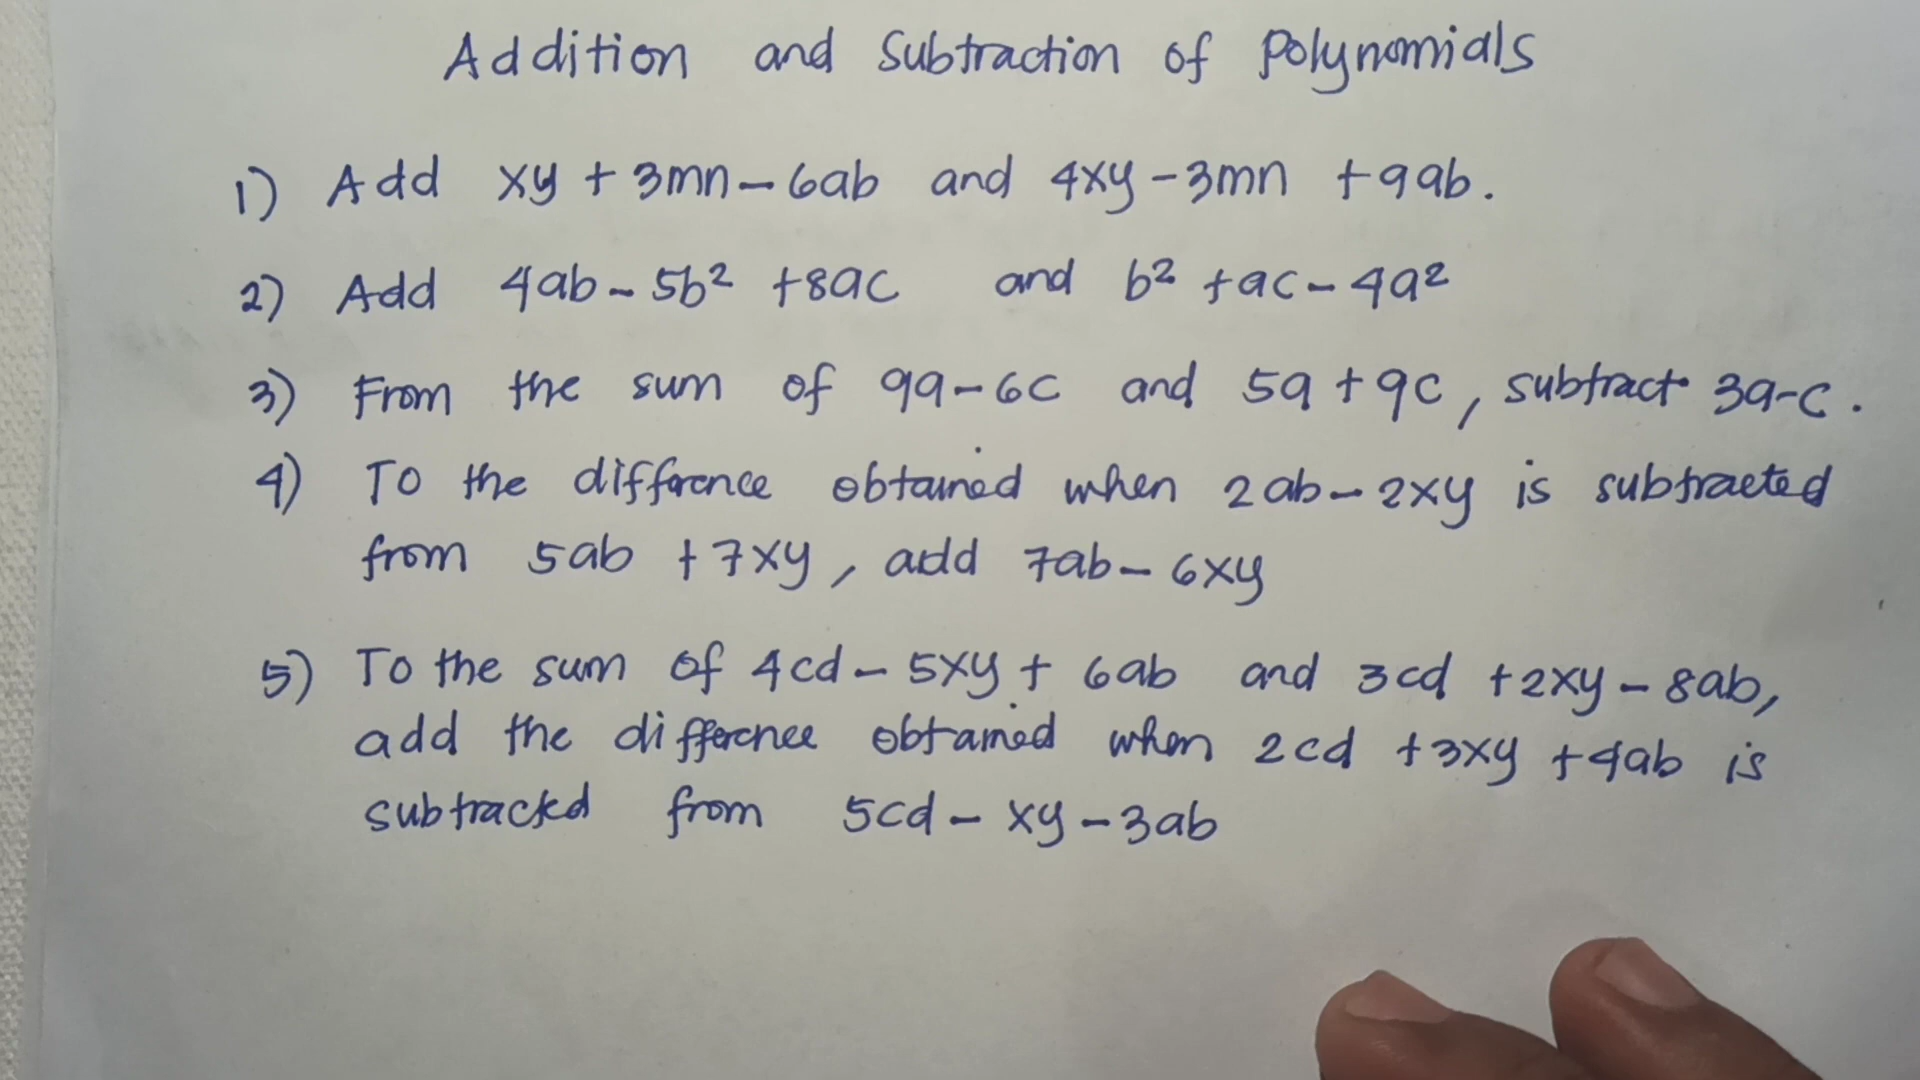 Addition and Subtraction of Polynomials
1) Add xy + 3mn - 6ab and 4xy - 3mn + 9ab.
2) Add 4ab - 5b² + 8ac and b² + ac - 4a²
3) From the sum of 9a - 6c and 5a + 9c, subtract 3a - c.
4) To the difference obtained when 2ab - 2xy is subtracted
from 5ab + 7xy, add 7ab - 6xy
5) To the sum of 4cd - 5xy + 6ab and 3cd + 2xy - 8ab,
add the difference obtained when 2cd + 3xy + 4ab is
subtracted from 5cd - xy - 3ab